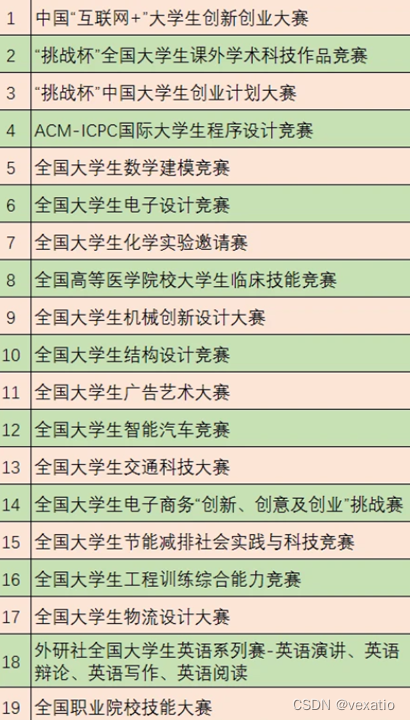 1 中国“互联网+”大学生创新创业大赛
2 “挑战杯”全国大学生课外学术科技作品竞赛
3 “挑战杯”中国大学生创业计划大赛
4 ACM-ICPC国际大学生程序设计竞赛
5 全国大学生数学建模竞赛
6 全国大学生电子设计竞赛
7 全国大学生化学实验邀请赛
8 全国高等医学院校大学生临床技能竞赛
9 全国大学生机械创新设计大赛
10 全国大学生结构设计竞赛
11 全国大学生广告艺术大赛
12 全国大学生智能汽车竞赛
13 全国大学生交通科技大赛
14 全国大学生电子商务“创新、创意及创业”挑战赛
15 全国大学生节能减排社会实践与科技竞赛
16 全国大学生工程训练综合能力竞赛
17 全国大学生物流设计大赛
18 外研社全国大学生英语系列赛-英语演讲、英语
辩论、英语写作、英语阅读
19 全国职业院校技能大赛
CSDN @vexatio